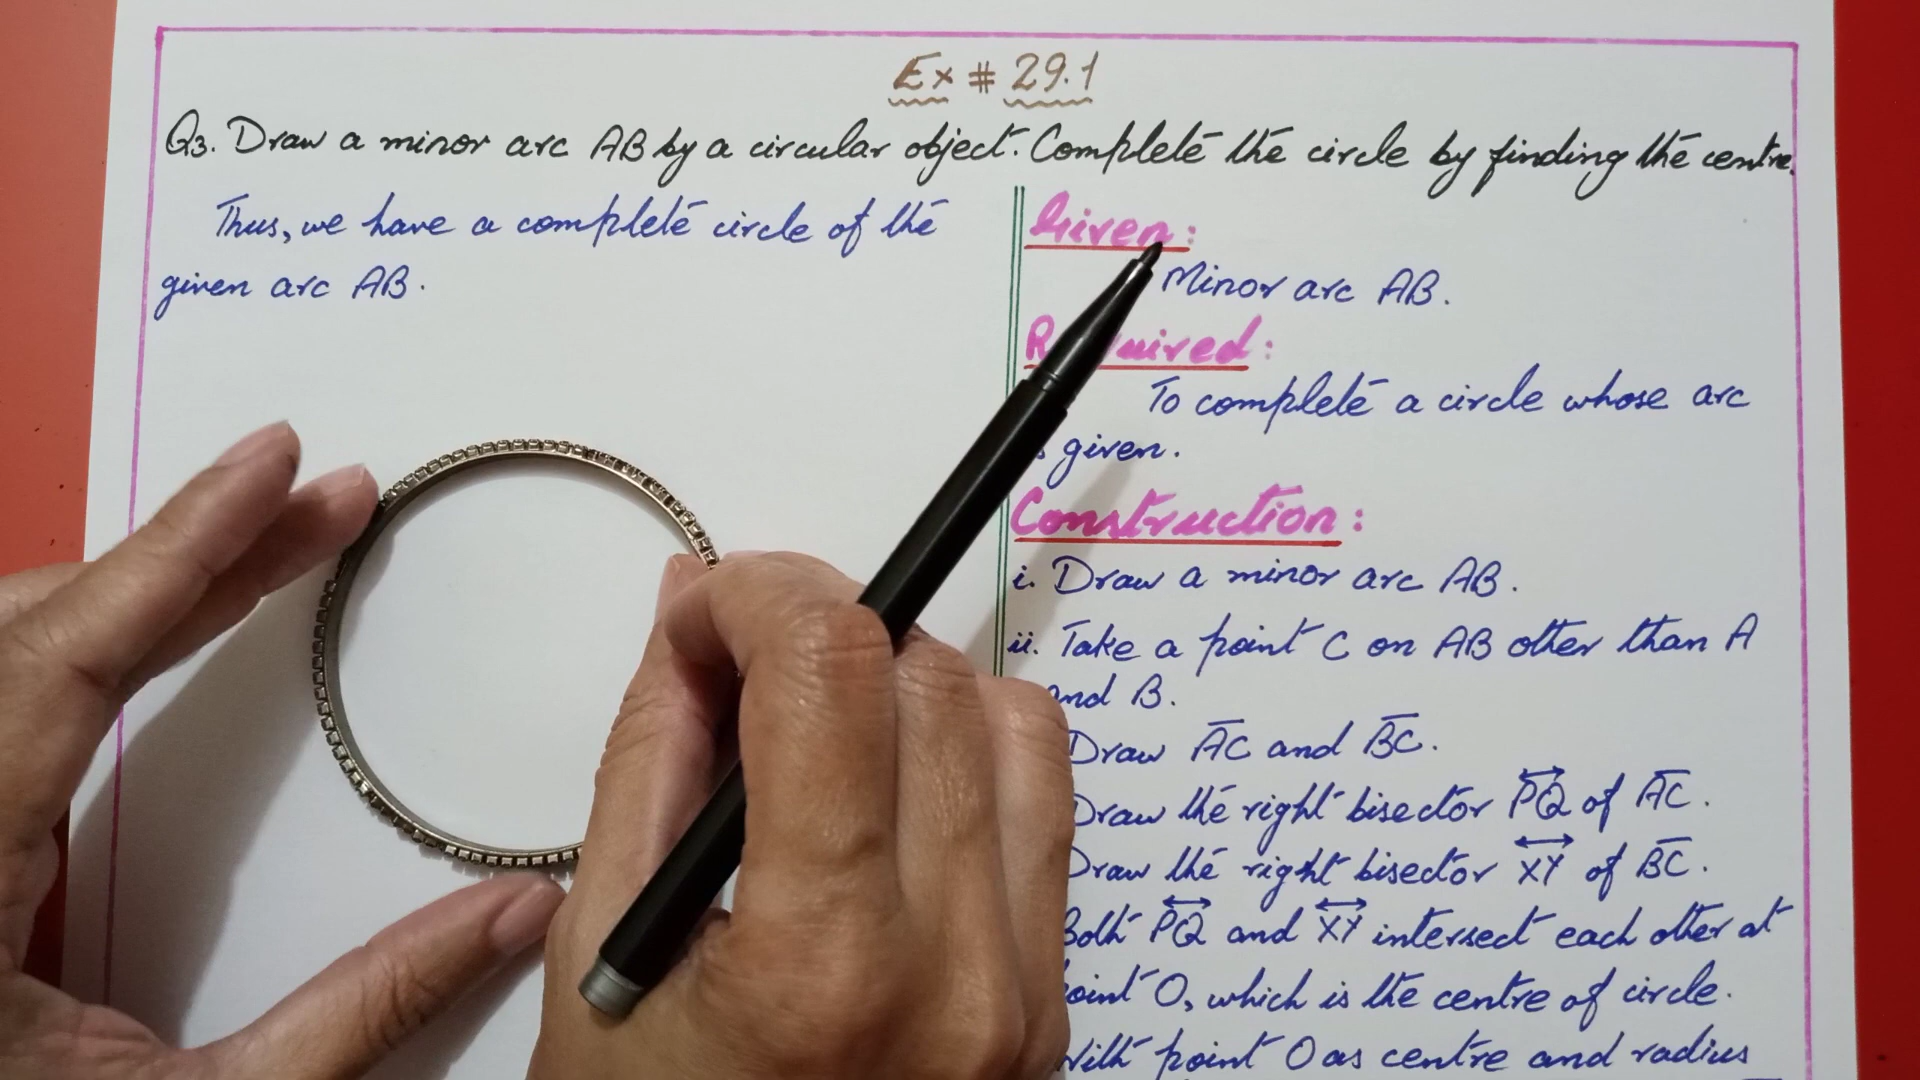 Ex # 29.1
Q3. Draw a minor arc AB by a circular object. Complete the circle by finding the centre.
Thus, we have a complete circle of the
given arc AB.
Given:
Minor arc AB.
Required:
To complete a circle whose arc
given.
Construction:
i. Draw a minor arc AB.
ii. Take a point C on AB other than A
and B.
Draw AC and BC.
Draw the right bisector PQ of AC.
Draw the right bisector XY of BC.
Both PQ and XY intersect each other at
point O, which is the centre of circle.
With point O as centre and radius